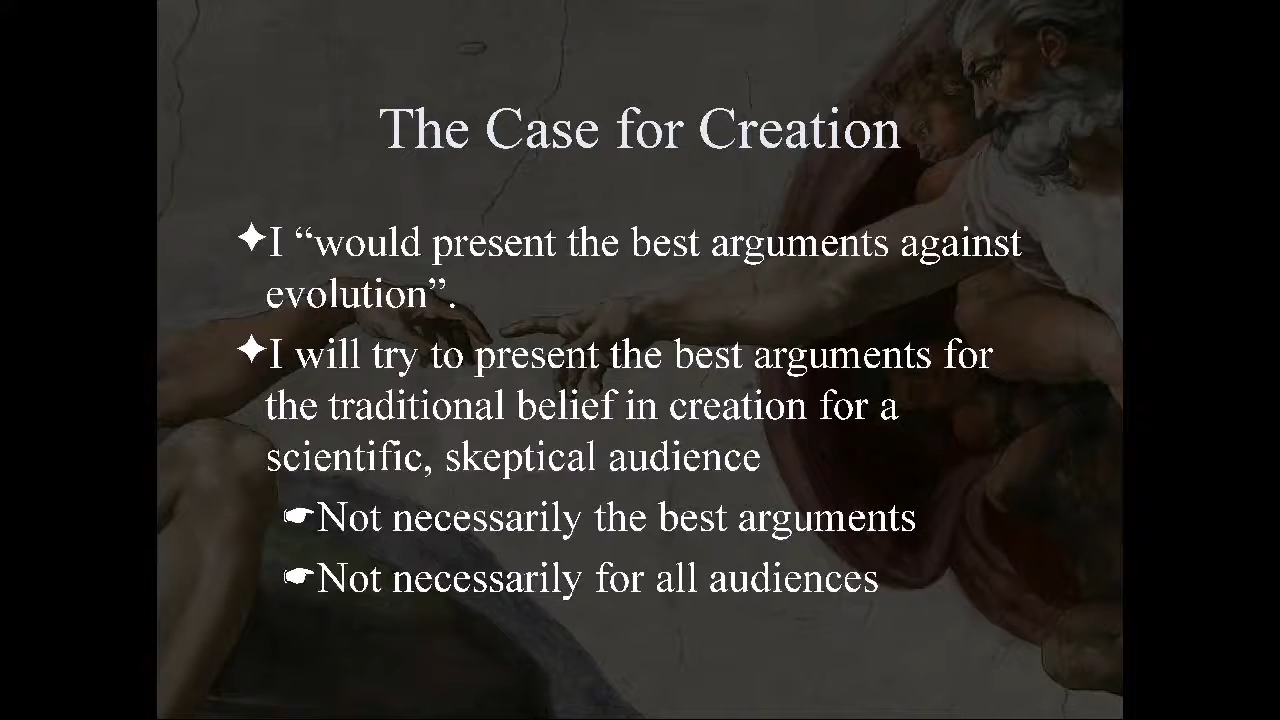 The Case for Creation
✦I “would present the best arguments against
evolution”.
✦I will try to present the best arguments for
the traditional belief in creation for a
scientific, skeptical audience
☛Not necessarily the best arguments
☛Not necessarily for all audiences